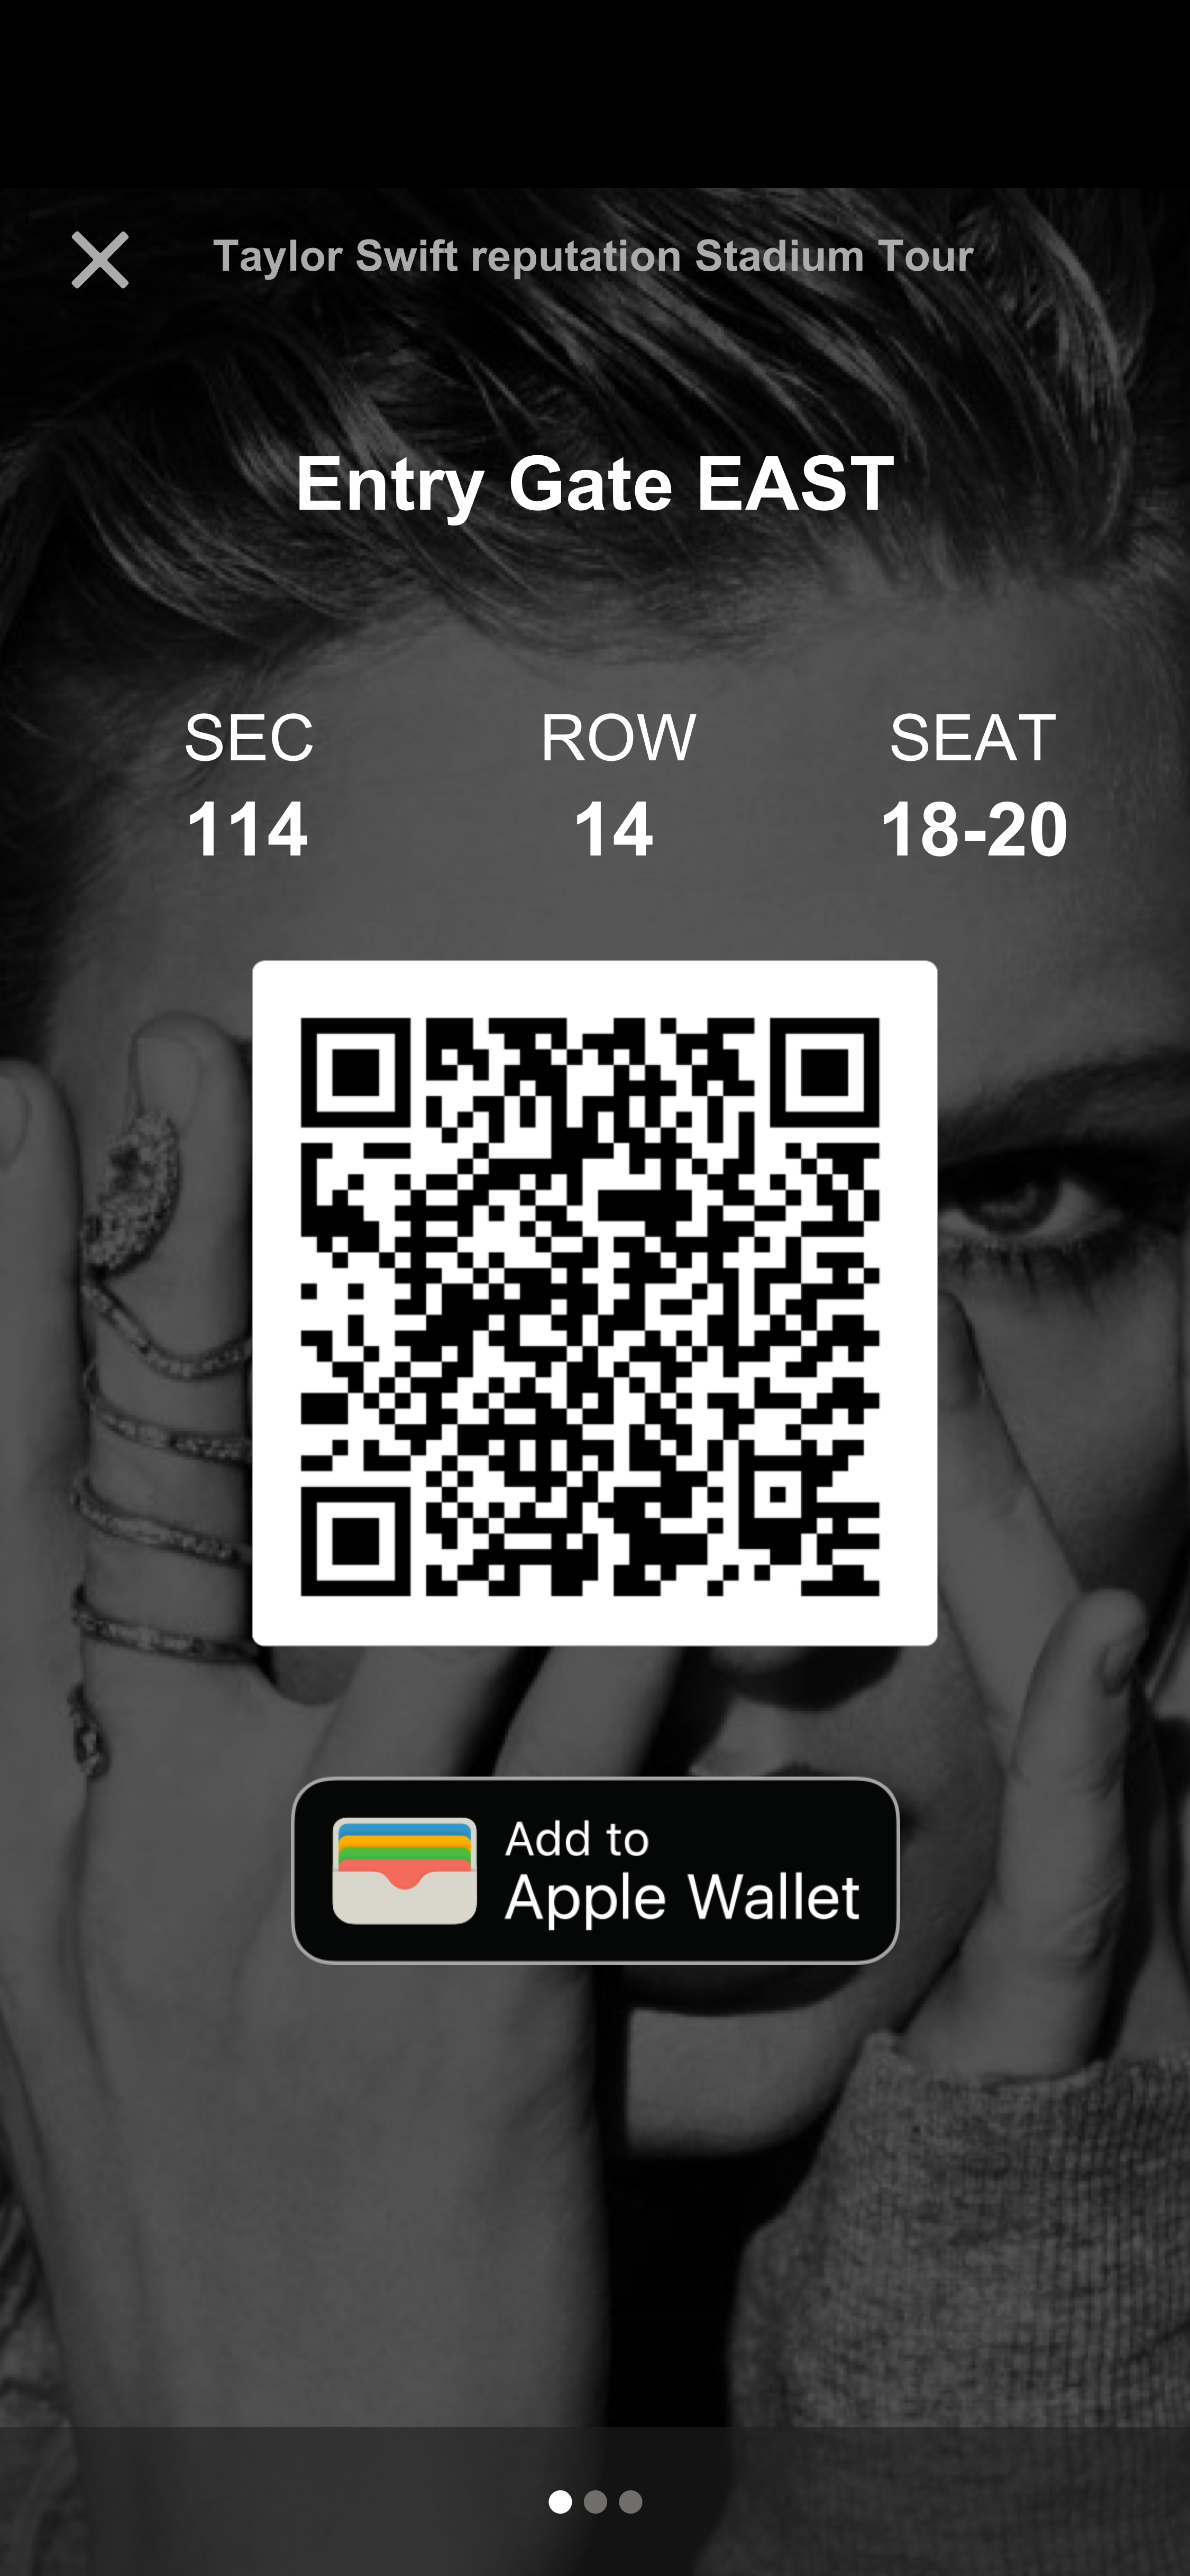 Taylor Swift reputation Stadium Tour
Entry Gate EAST
SEC ROW SEAT
114 14 18-20
Add to
Apple Wallet